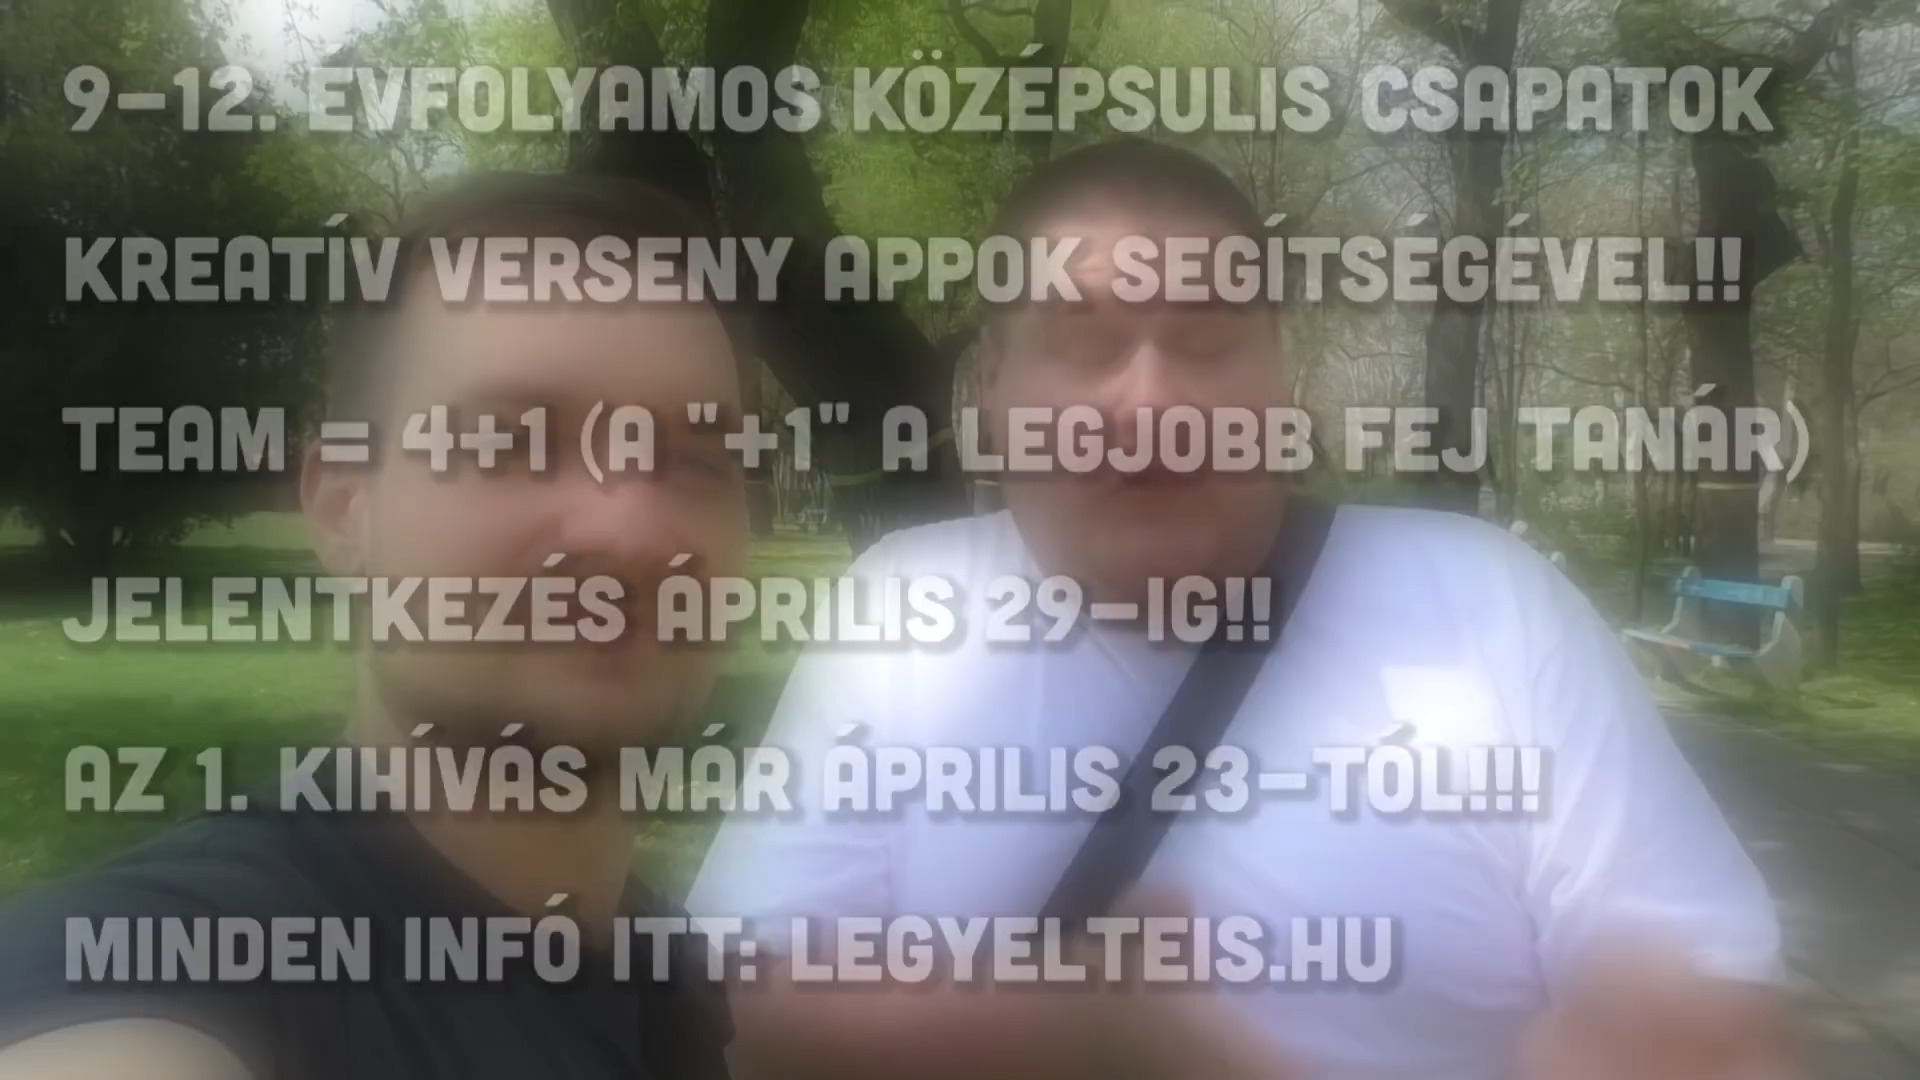 9-12. ÉVFOLYAMOS KÖZÉPSULIS CSAPATOK
KREATÍV VERSENY APPOK SEGÍTSÉGÉVEL!!
TEAM = 4+1 (A "+1" A LEGJOBB FEJ TANÁR)
JELENTKEZÉS ÁPRILIS 29-IG!!
AZ 1. KIHÍVÁS MÁR ÁPRILIS 23-TÓL!!!
MINDEN INFÓ ITT: LEGYELTEIS.HU